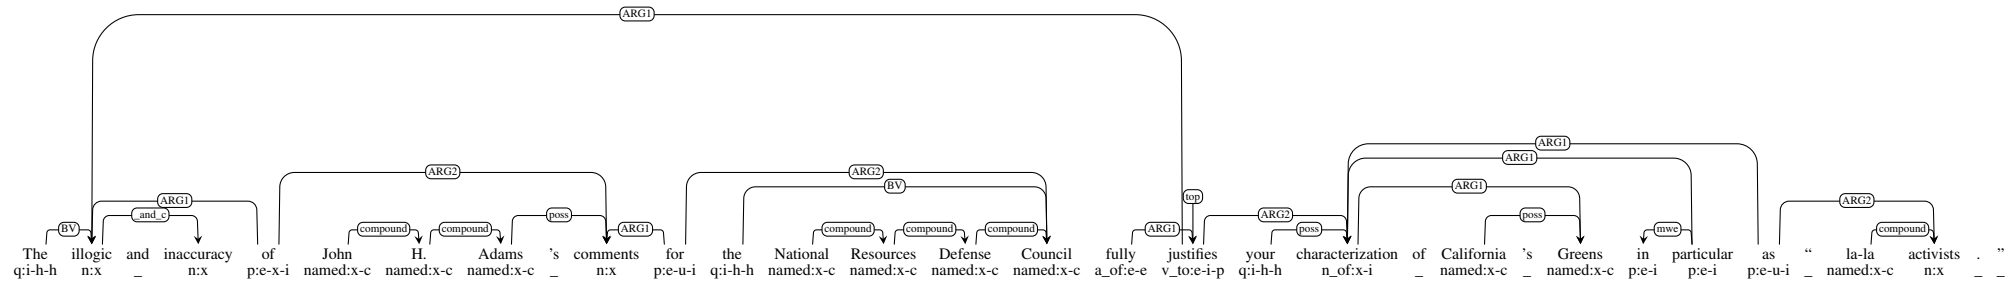 ARG1
ARG1
ARG1
ARG2
ARG2
ARG1
BV
top
ARG1
ARG1
_and_c
poss
ARG2
poss
ARG2
BV
compound
compound
ARG1
compound
compound
compound
ARG1
poss
mwe
compound
The illogic and inaccuracy of John H. Adams 's comments for the National Resources Defense Council fully justifies your characterization of California 's Greens in particular as “ la-la activists . ”
q:i-h-h n:x _ n:x p:e-x-i named:x-c named:x-c named:x-c _ n:x p:e-u-i q:i-h-h named:x-c named:x-c named:x-c named:x-c a_of:e-e v_to:e-i-p q:i-h-h n_of:x-i _ named:x-c _ named:x-c p:e-i p:e-i p:e-u-i _ named:x-c n:x _ _